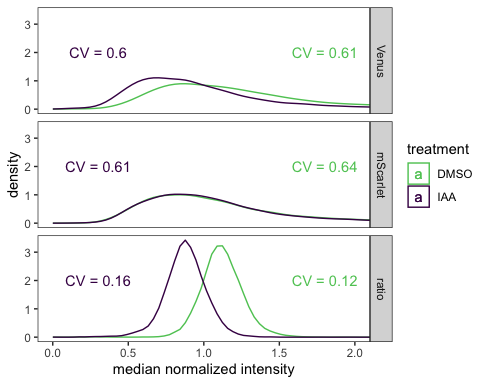 3
2
1
0
CV = 0.6
CV = 0.61
Venus
3
2
1
0
CV = 0.61
CV = 0.64
mScarlet
3
2
1
0
CV = 0.16
CV = 0.12
ratio
density
0.0 0.5 1.0 1.5 2.0
median normalized intensity
treatment
a DMSO
a IAA